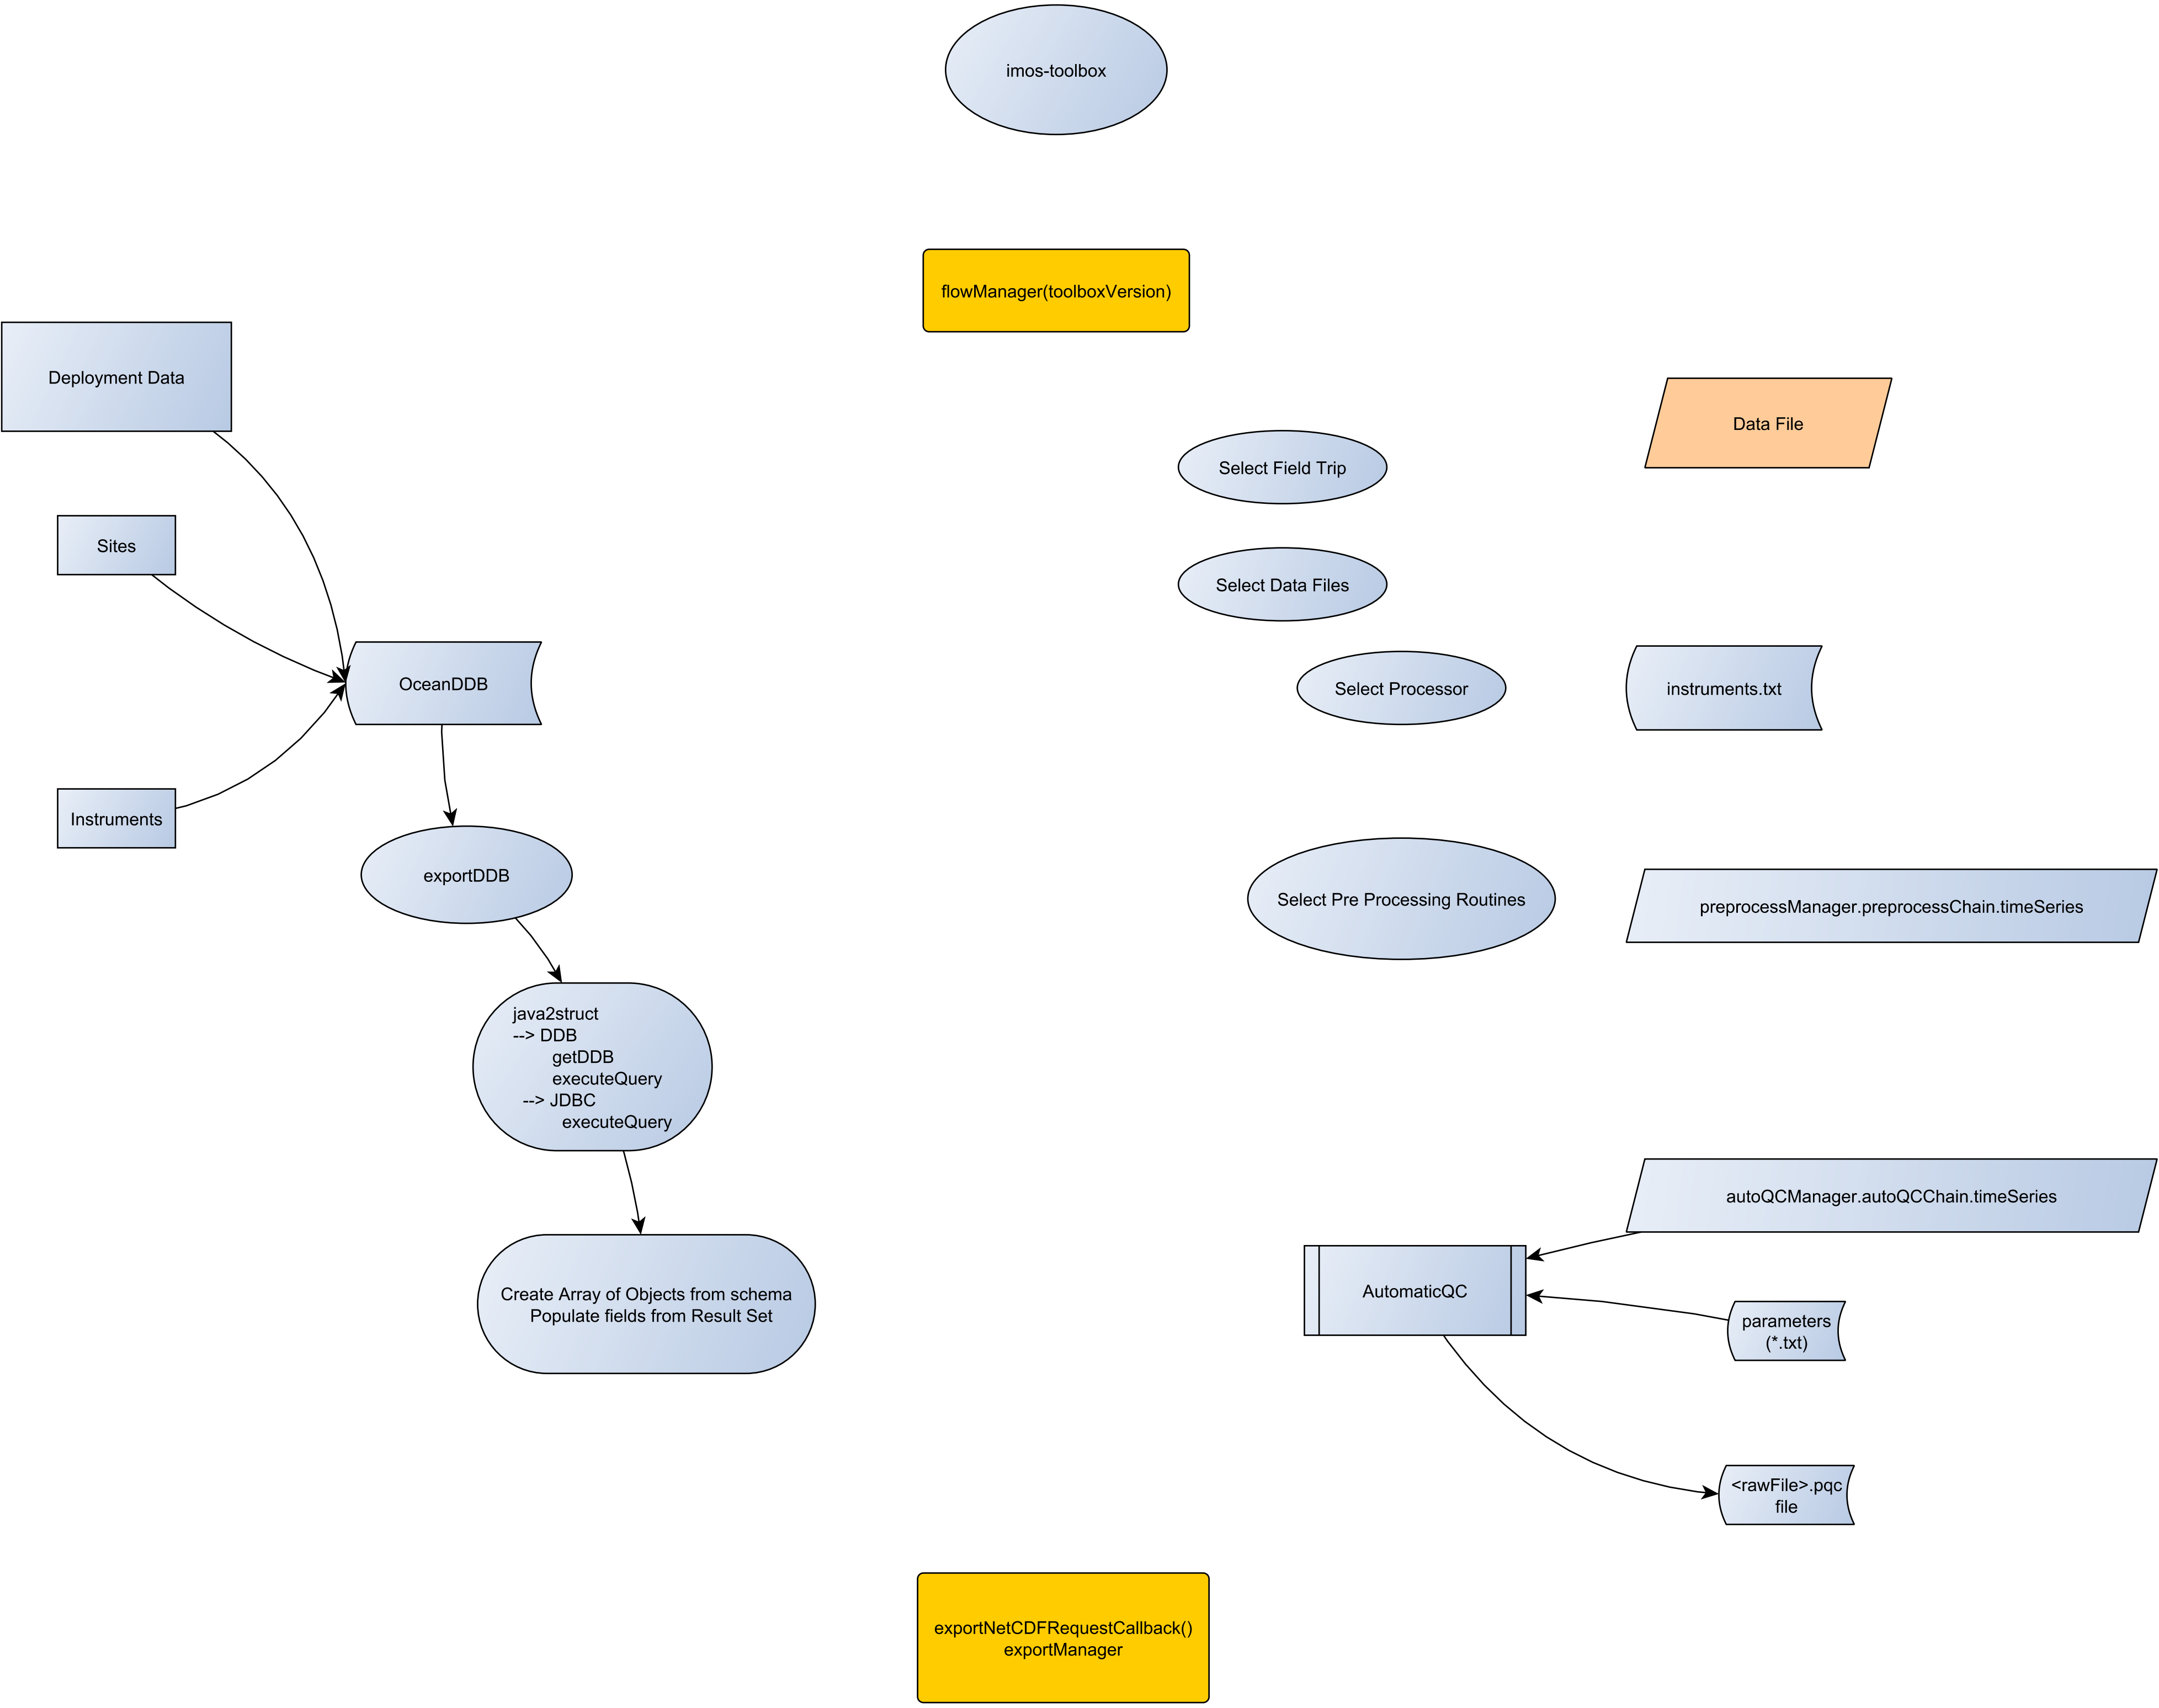 imos-toolbox
flowManager(toolboxVersion)
Deployment Data
Data File
Select Field Trip
Sites
Select Data Files
OceanDDB
Select Processor
instruments.txt
Instruments
exportDDB
Select Pre Processing Routines
preprocessManager.preprocessChain.timeSeries
java2struct
--> DDB
getDDB
executeQuery
--> JDBC
executeQuery
autoQCManager.autoQCChain.timeSeries
Create Array of Objects from schema
Populate fields from Result Set
AutomaticQC
parameters
(*.txt)
<rawFile>.pqc
file
exportNetCDFRequestCallback()
exportManager